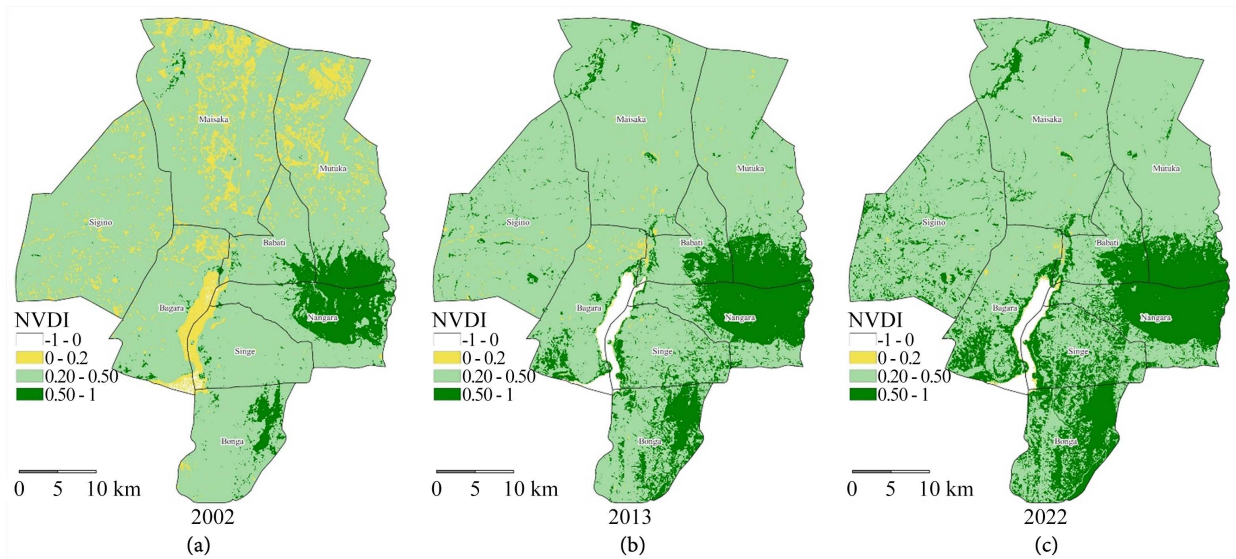 Maisaka
Mutuka
Sigino
Babati
Bagara
Nangara
Singe
Bonga
NVDI
-1 - 0
0 - 0.2
0.20 - 0.50
0.50 - 1
0 5 10 km
2002
(a)
Maisaka
Mutuka
Sigino
Babati
Bagara
Nangara
Singe
Bonga
NVDI
-1 - 0
0 - 0.2
0.20 - 0.50
0.50 - 1
0 5 10 km
2013
(b)
Maisaka
Mutuka
Sigino
Babati
Bagara
Nangara
Singe
Bonga
NVDI
-1 - 0
0 - 0.2
0.20 - 0.50
0.50 - 1
0 5 10 km
2022
(c)